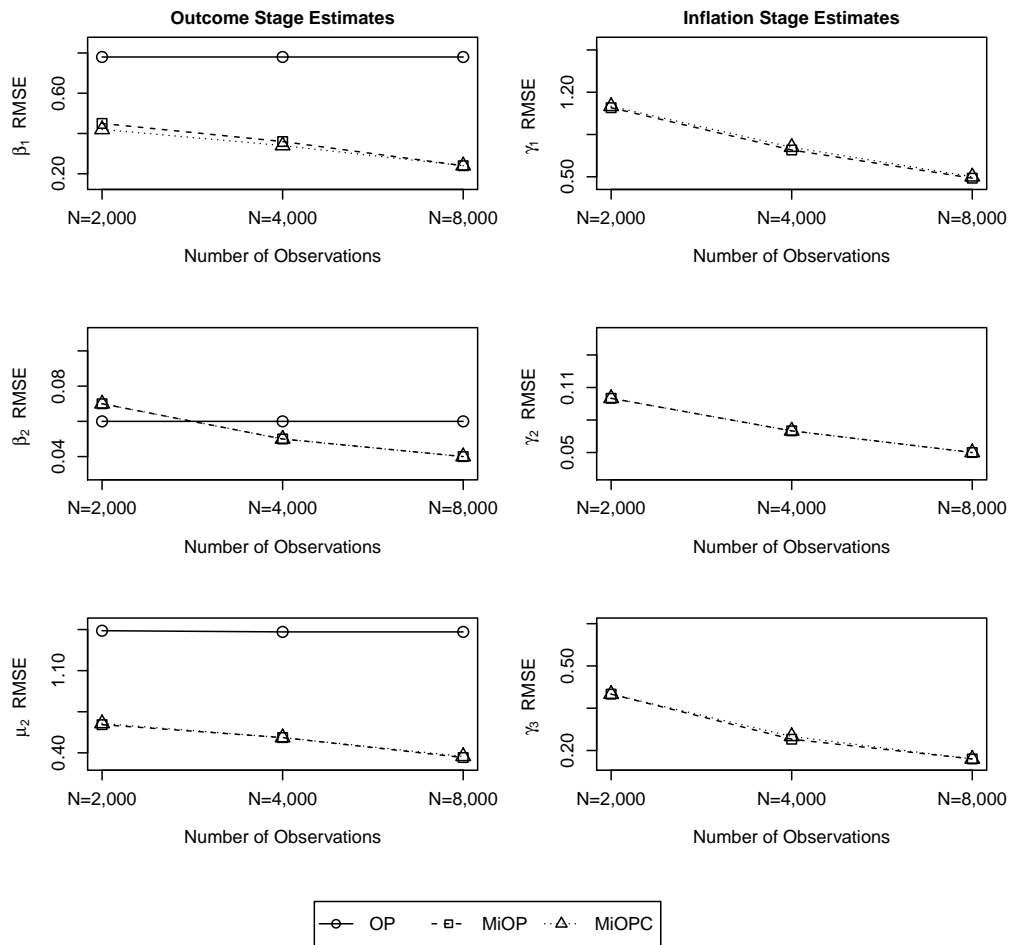 Outcome Stage Estimates
β1 RMSE
0.20
0.60
N=2,000 N=4,000 N=8,000
Number of Observations
Inflation Stage Estimates
γ1 RMSE
0.50
1.20
N=2,000 N=4,000 N=8,000
Number of Observations
β2 RMSE
0.04
0.08
N=2,000 N=4,000 N=8,000
Number of Observations
γ2 RMSE
0.05
0.11
N=2,000 N=4,000 N=8,000
Number of Observations
μ2 RMSE
0.40
1.10
N=2,000 N=4,000 N=8,000
Number of Observations
γ3 RMSE
0.20
0.50
N=2,000 N=4,000 N=8,000
Number of Observations
OP MiOP MiOPC